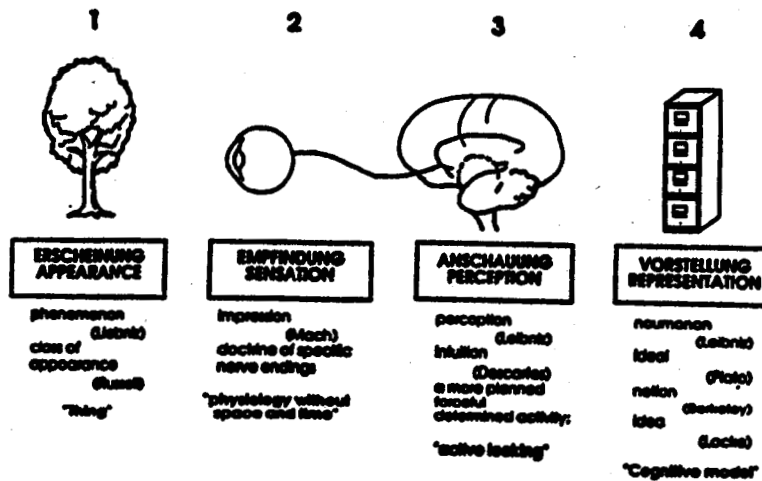 1
2
3
4
ERSCHEINUNG
APPEARANCE
phenomenon
class of
appearance
(Russell)
"Thing"
EMPFINDUNG
SENSATION
impression
(Mach)
doctrine of specific
nerve endings
"physiology without
space and time"
ANSCHAUUNG
PERCEPTION
perception
(Leibniz)
intuition
(Descartes)
a more planned
forceful
determined activity;
"active looking"
VORSTELLUNG
REPRESENTATION
noumenon
(Leibniz)
ideal
(Plato)
notion
(Berkeley)
idea
(Locke)
"Cognitive model"